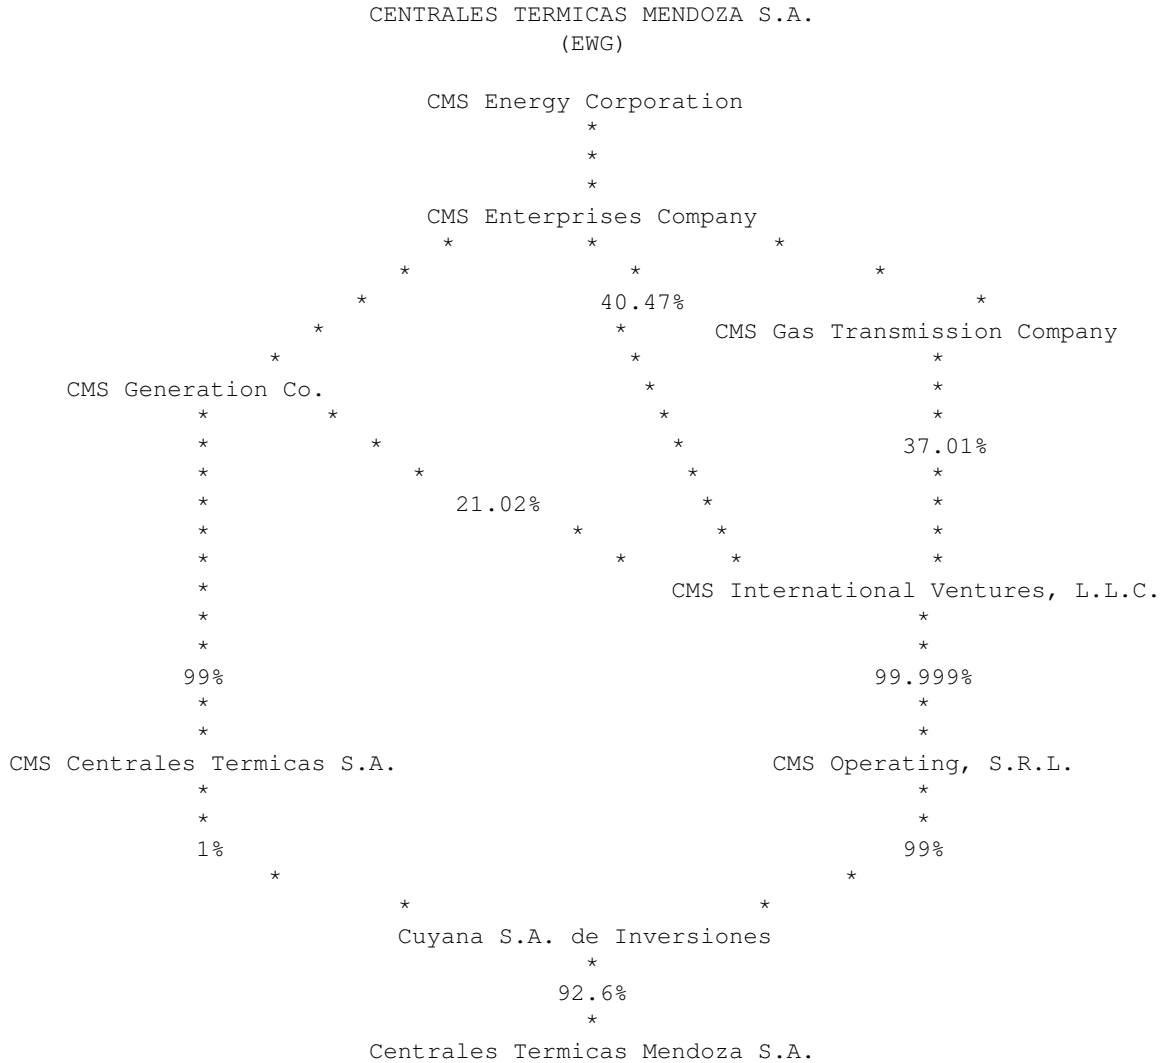 CENTRALES TERMICAS MENDOZA S.A.
(EWG)
CMS Energy Corporation
*
*
*
CMS Enterprises Company
* * *
* * *
* 40.47% *
* * CMS Gas Transmission Company
* * *
CMS Generation Co. * *
* * * *
* * * 37.01%
* * * *
* 21.02% * *
* * * *
* * * *
* CMS International Ventures, L.L.C.
* *
* *
99% 99.999%
* *
* *
CMS Centrales Termicas S.A. CMS Operating, S.R.L.
* *
* *
1% 99%
* *
* *
Cuyana S.A. de Inversiones
*
92.6%
*
Centrales Termicas Mendoza S.A.